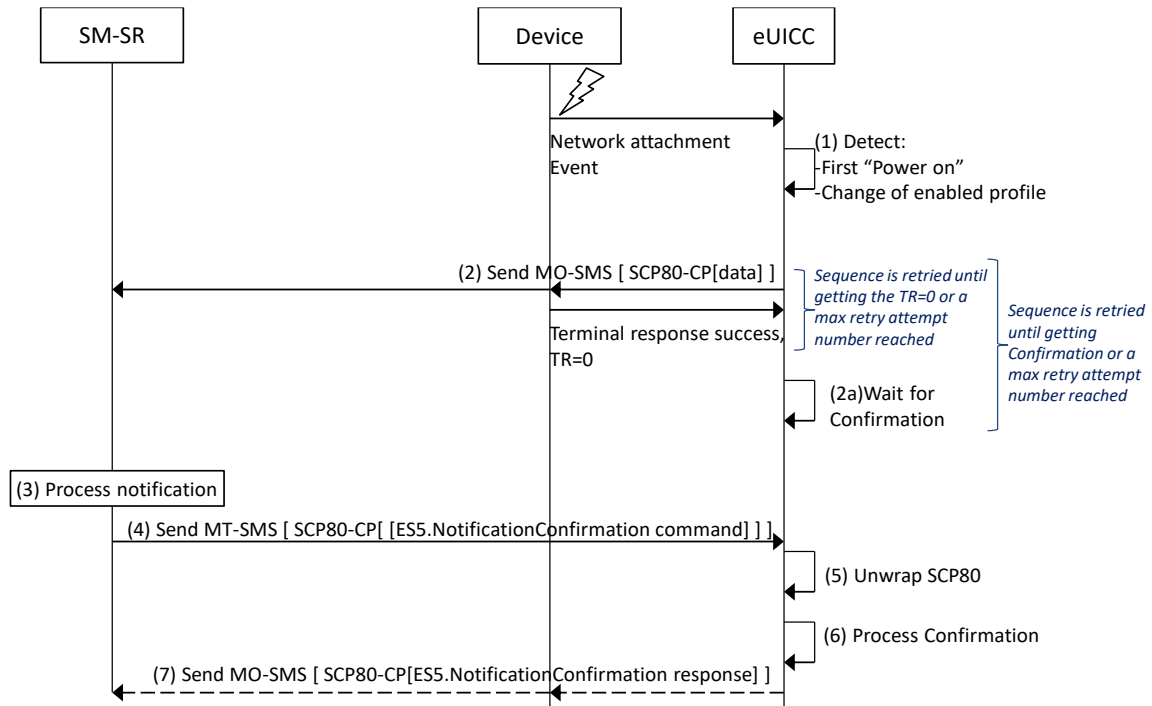 SM-SR
Device
eUICC
Network attachment
Event
(1) Detect:
-First “Power on”
-Change of enabled profile
(2) Send MO-SMS [ SCP80-CP[data] ]
Terminal response success,
TR=0
Sequence is retried until
getting the TR=0 or a
max retry attempt
number reached
Sequence is retried
until getting
Confirmation or a
max retry attempt
number reached
(2a)Wait for
Confirmation
(3) Process notification
(4) Send MT-SMS [ SCP80-CP[ [ES5.NotificationConfirmation command] ] ]
(5) Unwrap SCP80
(6) Process Confirmation
(7) Send MO-SMS [ SCP80-CP[ES5.NotificationConfirmation response] ]